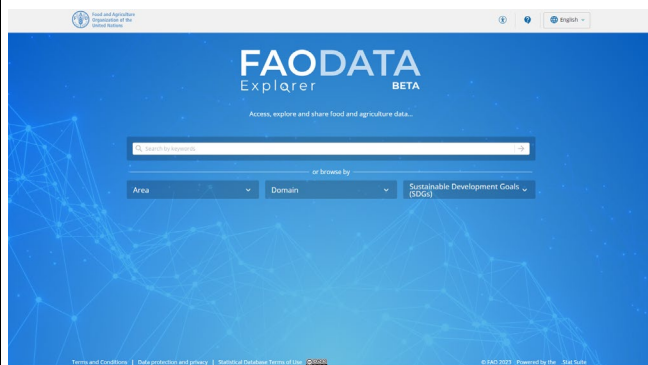 Food and Agriculture
Organization of the
United Nations
English
FAODATA
Explorer BETA
Access, explore and share food and agriculture data...
Search by keywords
or browse by
Area
Domain
Sustainable Development Goals
(SDGs)
Terms and Conditions | Data protection and privacy | Statistical Database Terms of Use
© FAO 2023 Powered by the .Stat Suite